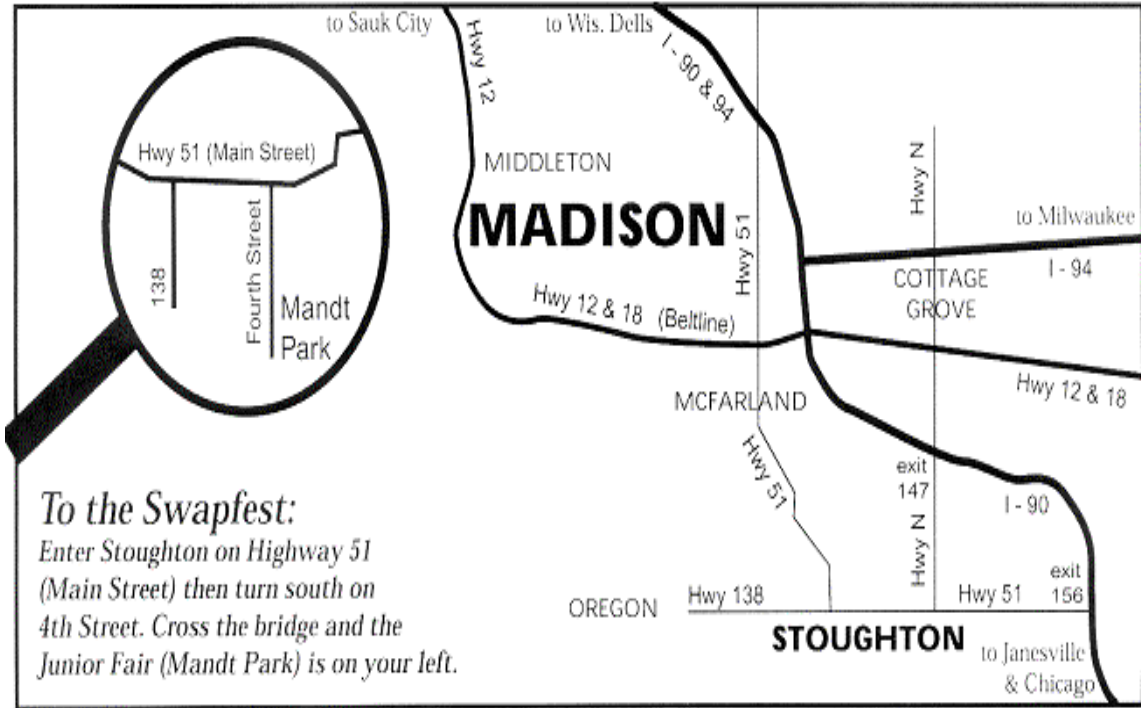 to Sauk City
to Wis. Dells
Hwy 12
I - 90 & 94
Hwy 51 (Main Street)
138
Fourth Street
Mandt
Park
MIDDLETON
MADISON
Hwy 51
Hwy N
to Milwaukee
I - 94
COTTAGE
GROVE
Hwy 12 & 18 (Beltline)
Hwy 12 & 18
MCFARLAND
Hwy 51
exit
147
Hwy N
I - 90
To the Swapfest:
Enter Stoughton on Highway 51
(Main Street) then turn south on
4th Street. Cross the bridge and the
Junior Fair (Mandt Park) is on your left.
OREGON
Hwy 138
Hwy 51
exit
156
STOUGHTON
to Janesville
& Chicago